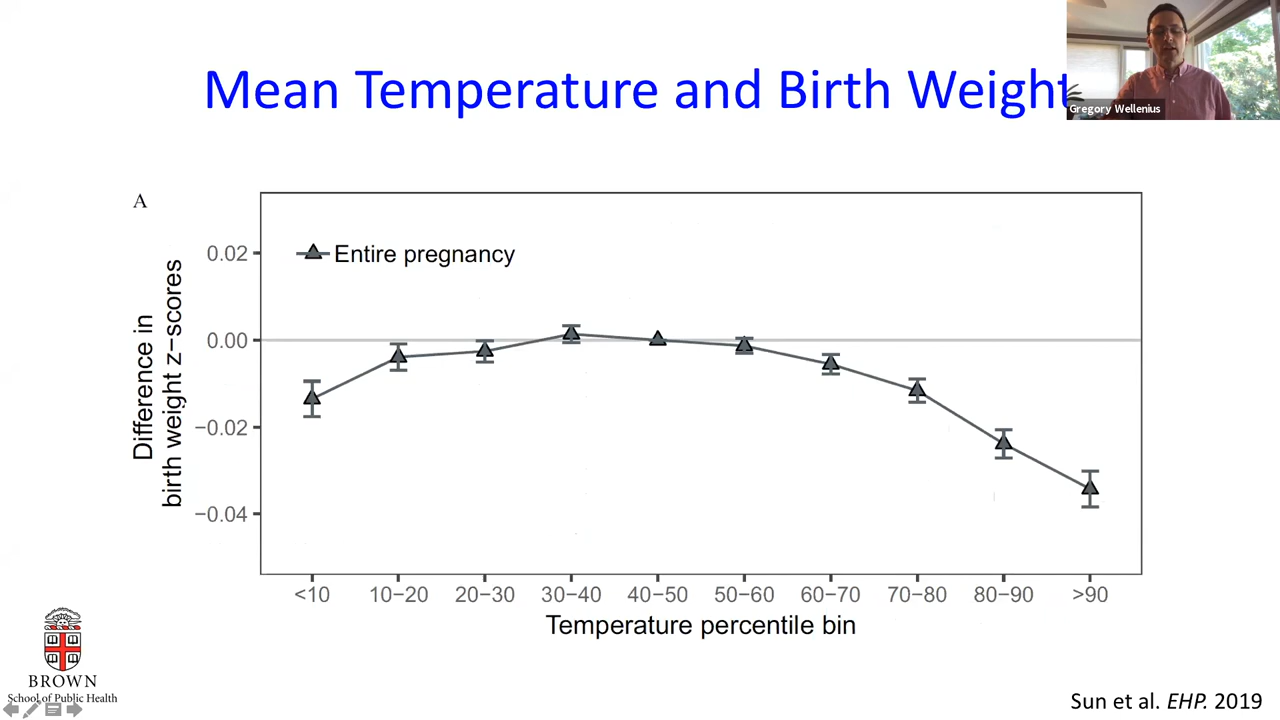 Mean Temperature and Birth Weight
Gregory Wellenius
A
Entire pregnancy
Difference in
birth weight z−scores
0.02
0.00
−0.02
−0.04
<10 10−20 20−30 30−40 40−50 50−60 60−70 70−80 80−90 >90
Temperature percentile bin
BROWN
School of Public Health
Sun et al. EHP. 2019